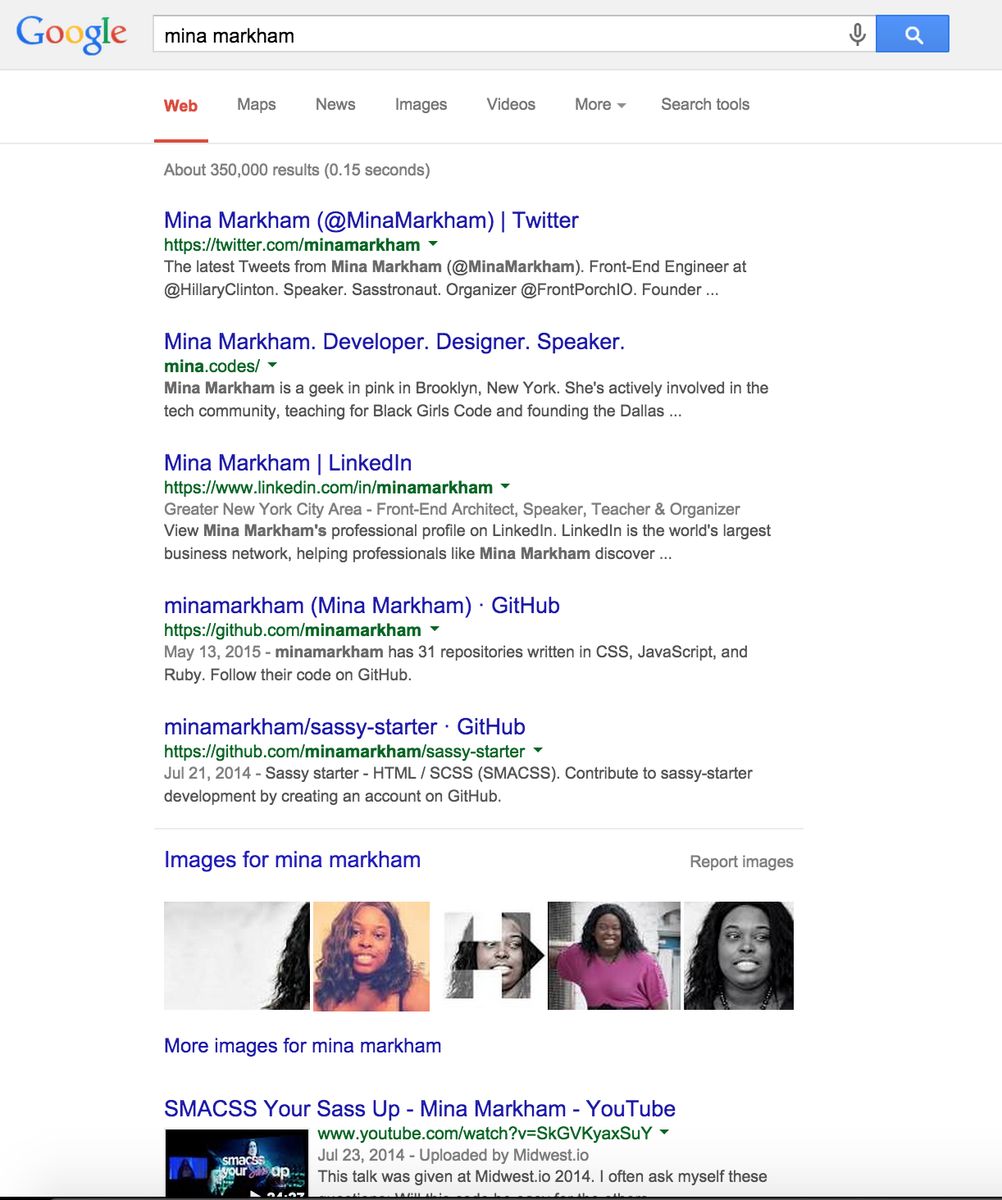 Google
mina markham
Web Maps News Images Videos More Search tools
About 350,000 results (0.15 seconds)
Mina Markham (@MinaMarkham) | Twitter
https://twitter.com/minamarkham
The latest Tweets from Mina Markham (@MinaMarkham). Front-End Engineer at
@HillaryClinton. Speaker. Sasstronaut. Organizer @FrontPorchIO. Founder ...
Mina Markham. Developer. Designer. Speaker.
mina.codes/
Mina Markham is a geek in pink in Brooklyn, New York. She's actively involved in the
tech community, teaching for Black Girls Code and founding the Dallas ...
Mina Markham | LinkedIn
https://www.linkedin.com/in/minamarkham
Greater New York City Area - Front-End Architect, Speaker, Teacher & Organizer
View Mina Markham's professional profile on LinkedIn. LinkedIn is the world's largest
business network, helping professionals like Mina Markham discover ...
minamarkham (Mina Markham) · GitHub
https://github.com/minamarkham
May 13, 2015 - minamarkham has 31 repositories written in CSS, JavaScript, and
Ruby. Follow their code on GitHub.
minamarkham/sassy-starter · GitHub
https://github.com/minamarkham/sassy-starter
Jul 21, 2014 - Sassy starter - HTML / SCSS (SMACSS). Contribute to sassy-starter
development by creating an account on GitHub.
Images for mina markham Report images
More images for mina markham
SMACSS Your Sass Up - Mina Markham - YouTube
www.youtube.com/watch?v=SkGVKyaxSuY
Jul 23, 2014 - Uploaded by Midwest.io
This talk was given at Midwest.io 2014. I often ask myself these
smacss
your Sass up